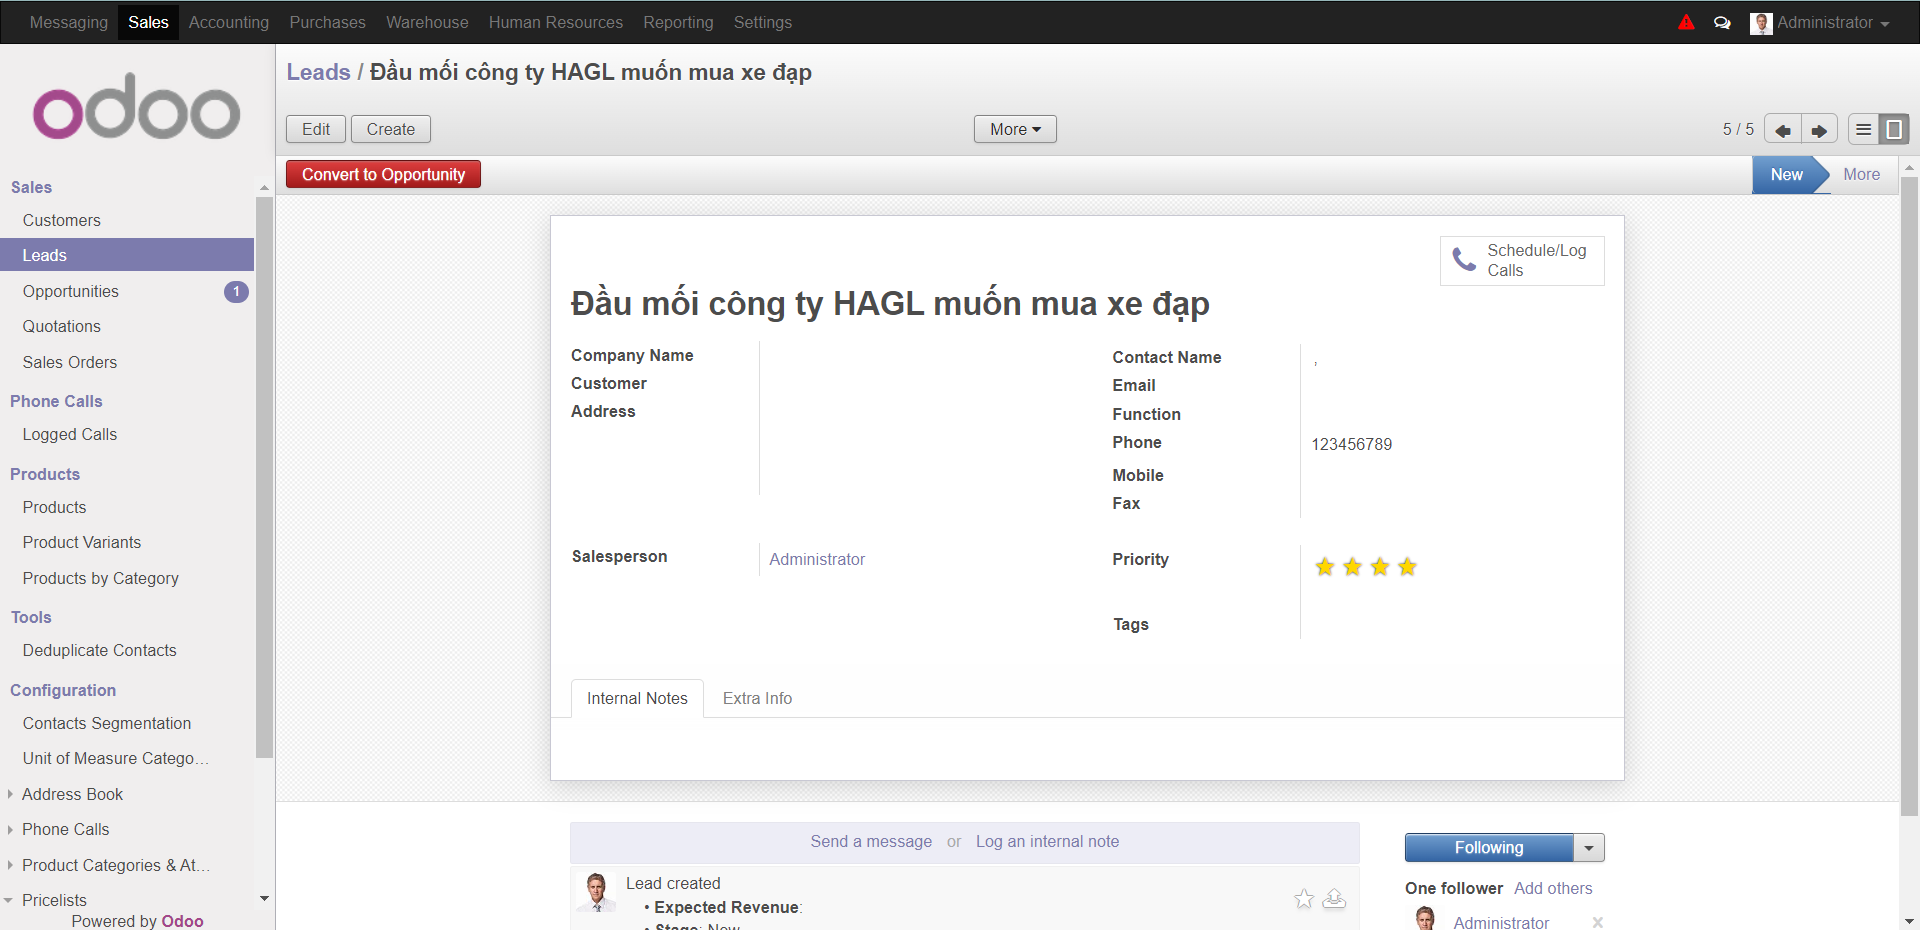 Messaging Sales Accounting Purchases Warehouse Human Resources Reporting Settings Administrator
odoo
Sales
Customers
Leads
Opportunities 1
Quotations
Sales Orders
Phone Calls
Logged Calls
Products
Products
Product Variants
Products by Category
Tools
Deduplicate Contacts
Configuration
Contacts Segmentation
Unit of Measure Catego...
Address Book
Phone Calls
Product Categories & At...
Pricelists
Powered by Odoo
Leads / Đầu mối công ty HAGL muốn mua xe đạp
Edit Create More 5 / 5
Convert to Opportunity New More
Schedule/Log
Calls
Đầu mối công ty HAGL muốn mua xe đạp
Company Name
Customer
Address
Contact Name ,
Email
Function
Phone 123456789
Mobile
Fax
Salesperson Administrator
Priority
Tags
Internal Notes Extra Info
Send a message or Log an internal note
Lead created
• Expected Revenue:
• Stage: New
Following
One follower Add others
Administrator x